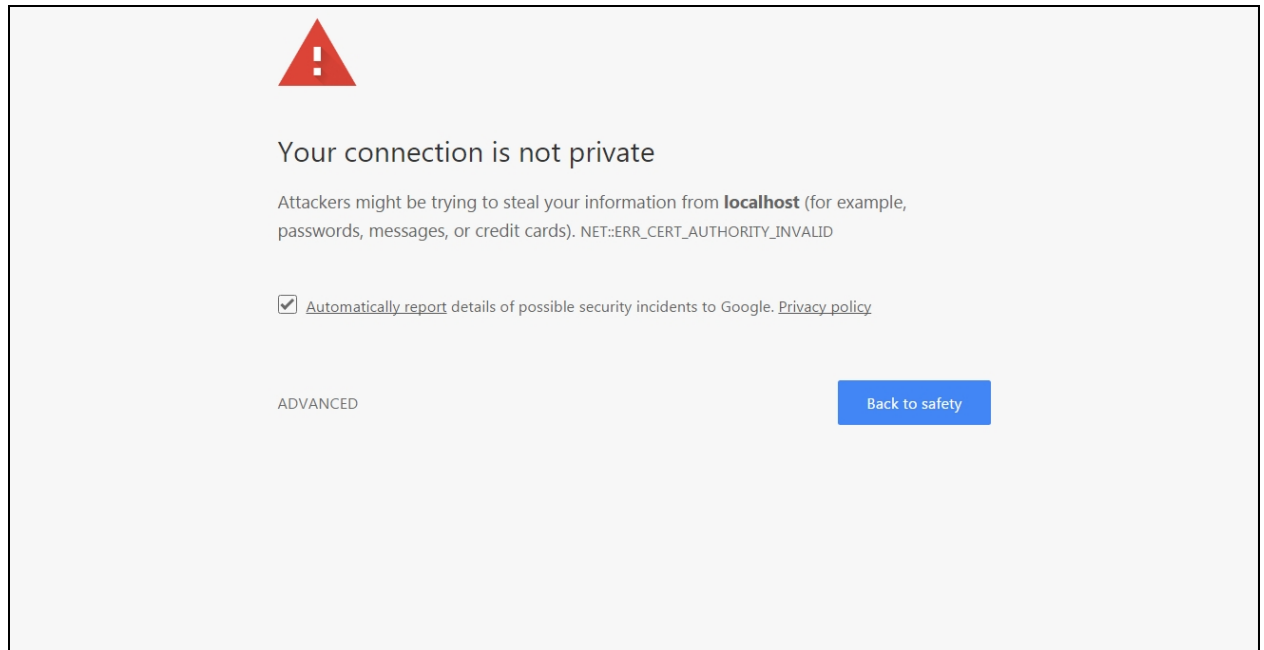 Your connection is not private
Attackers might be trying to steal your information from localhost (for example,
passwords, messages, or credit cards). NET::ERR_CERT_AUTHORITY_INVALID
Automatically report details of possible security incidents to Google. Privacy policy
ADVANCED
Back to safety